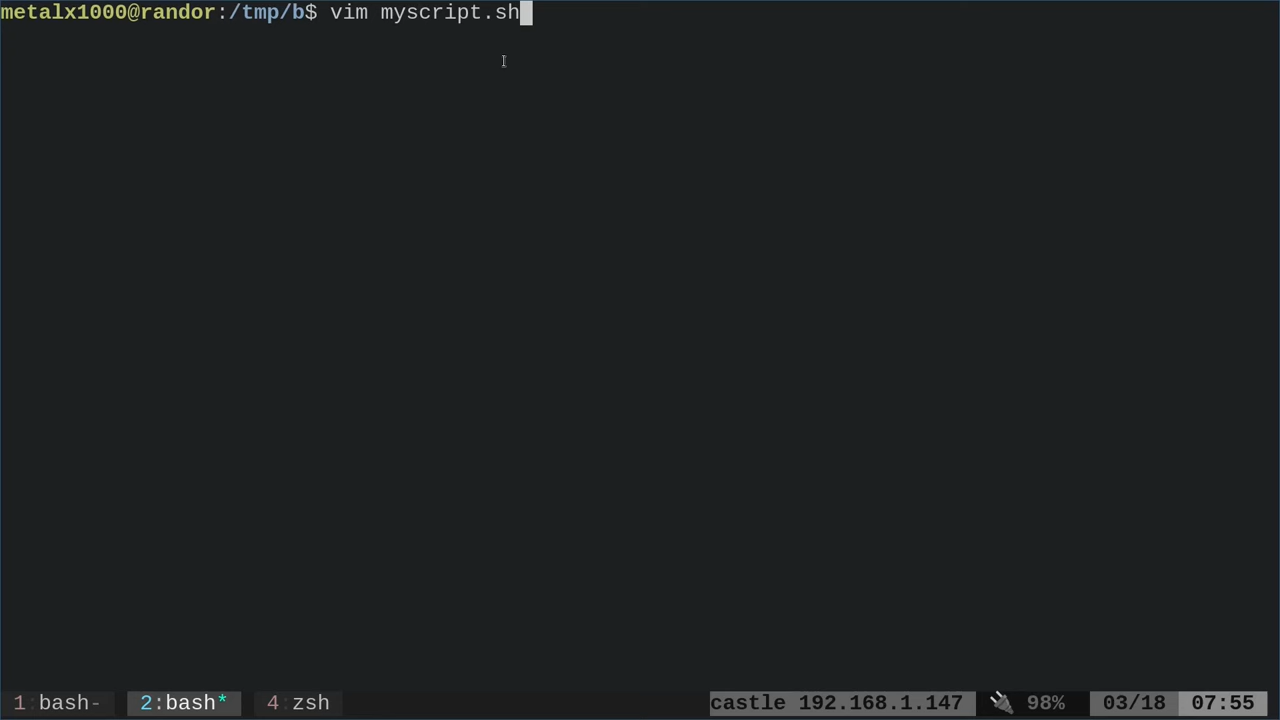 metalx1000@randor:/tmp/b$ vim myscript.sh
1:bash- 2:bash* 4:zsh castle 192.168.1.147 98% 03/18 07:55